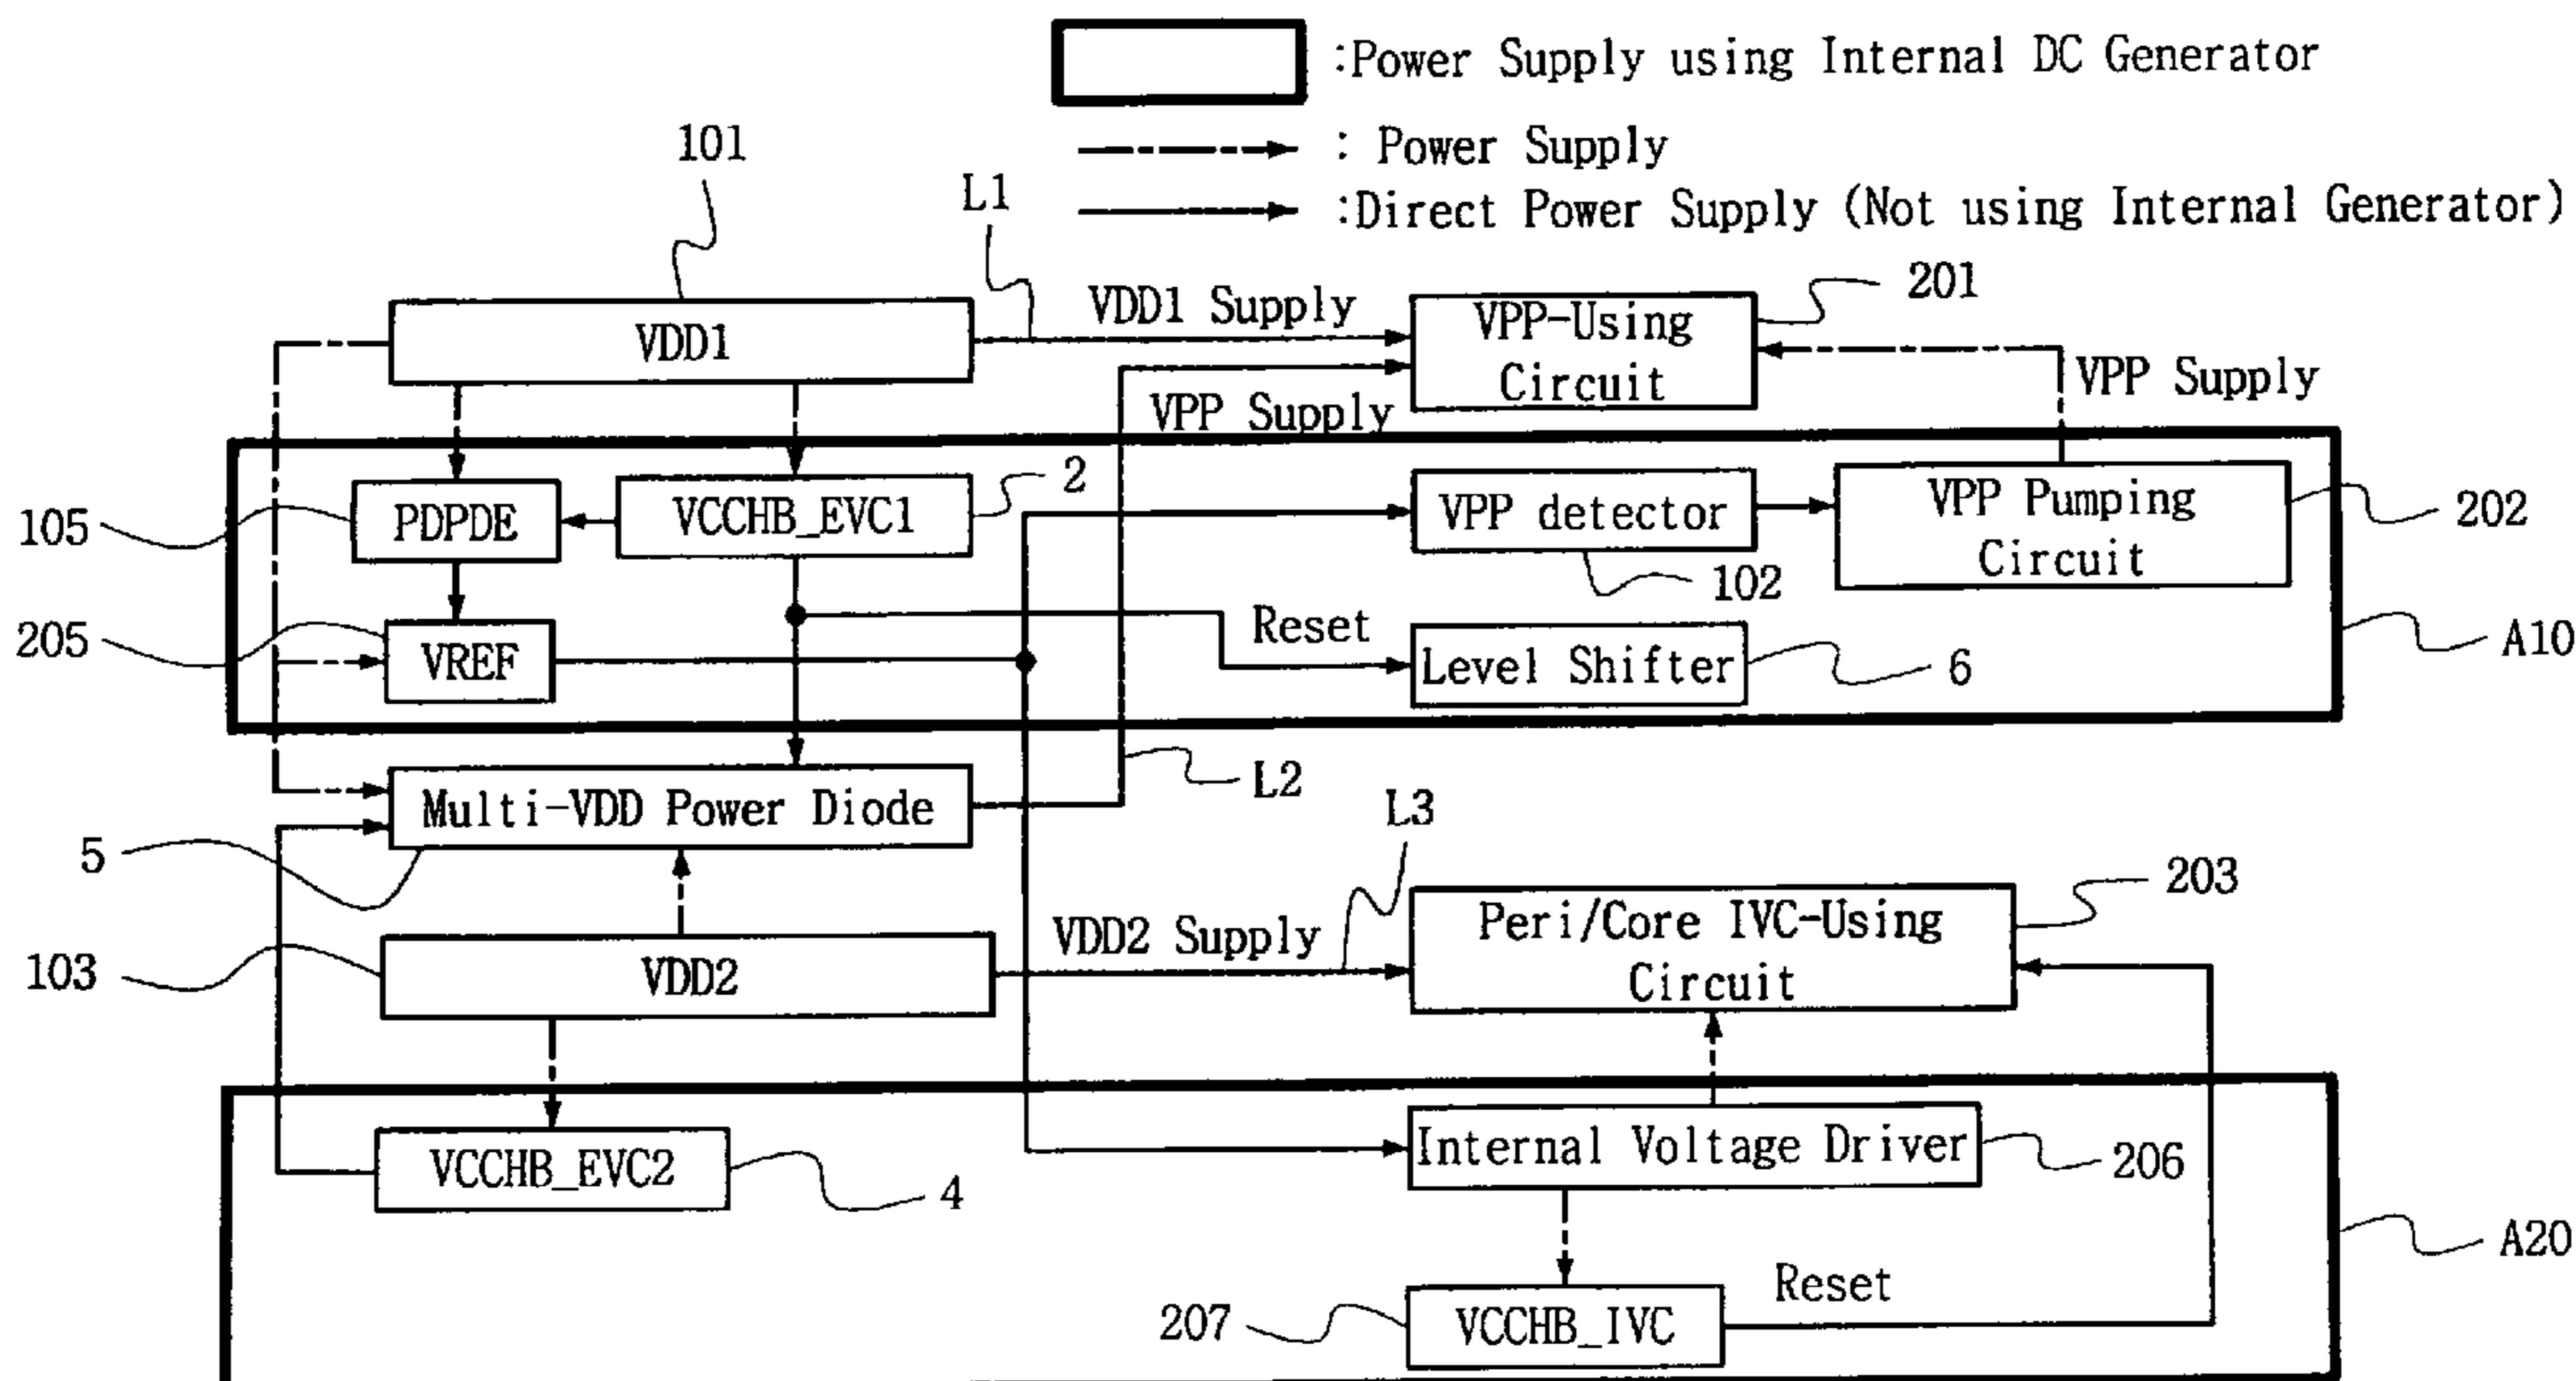 :Power Supply using Internal DC Generator
: Power Supply
:Direct Power Supply (Not using Internal Generator)
101
L1
VDD1
VDD1 Supply
VPP-Using
Circuit
201
VPP Supply
VPP Supply
105
PDPDE
VCCHB_EVC1
2
VPP detector
102
VPP Pumping
Circuit
202
205
VREF
Reset
Level Shifter
6
A10
Multi-VDD Power Diode
5
L2
L3
103
VDD2
VDD2 Supply
Peri/Core IVC-Using
Circuit
203
VCCHB_EVC2
4
Internal Voltage Driver
206
A20
207
VCCHB_IVC
Reset